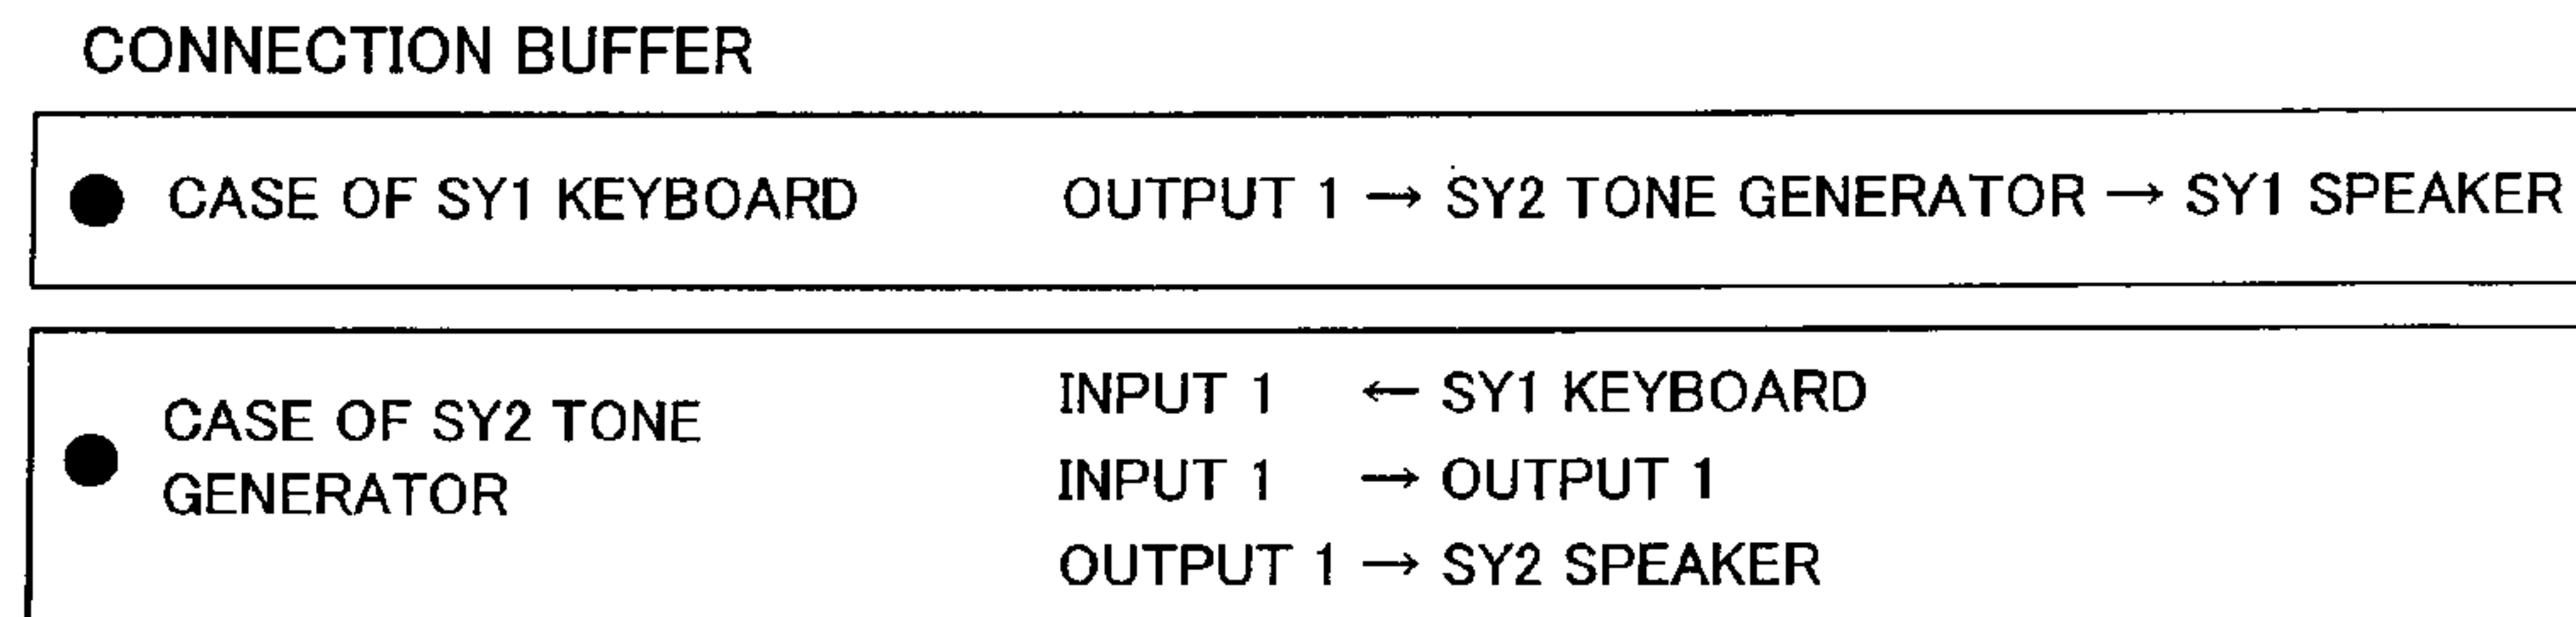 CONNECTION BUFFER
● CASE OF SY1 KEYBOARD OUTPUT 1 → SY2 TONE GENERATOR → SY1 SPEAKER
● CASE OF SY2 TONE GENERATOR
INPUT 1 ← SY1 KEYBOARD
INPUT 1 → OUTPUT 1
OUTPUT 1 → SY2 SPEAKER